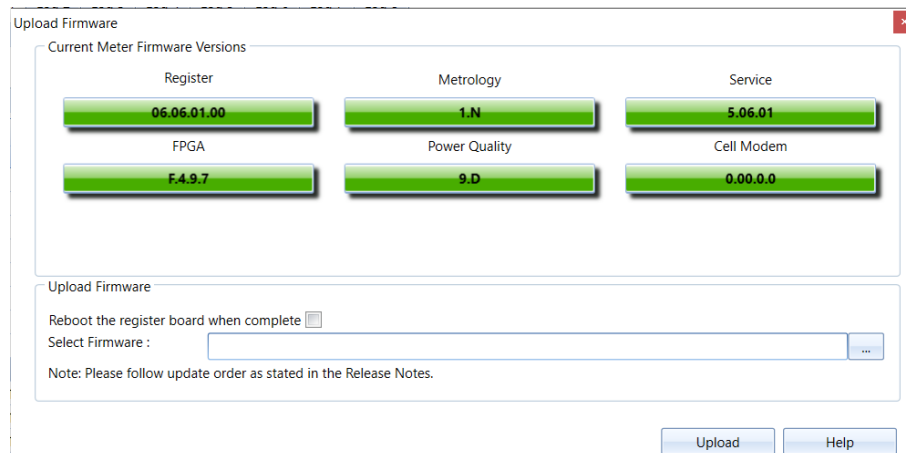 Upload Firmware
Current Meter Firmware Versions
Register Metrology Service
06.06.01.00 1.N 5.06.01
FPGA Power Quality Cell Modem
F.4.9.7 9.D 0.00.0.0
Upload Firmware
Reboot the register board when complete
Select Firmware :
...
Note: Please follow update order as stated in the Release Notes.
Upload Help